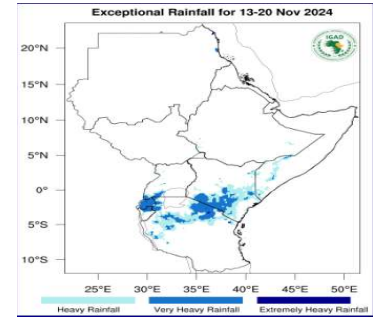 Exceptional Rainfall for 13-20 Nov 2024
IGAD
20°N
15°N
10°N
5°N
0°
5°S
10°S
25°E 30°E 35°E 40°E 45°E 50°E
Heavy Rainfall Very Heavy Rainfall Extremely Heavy Rainfall